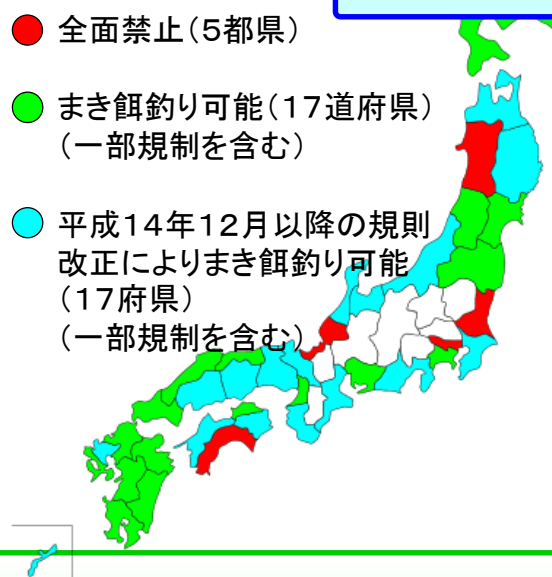 全面禁止(5都県)
まき餌釣り可能(17道府県)
(一部規制を含む)
平成14年12月以降の規則
改正によりまき餌釣り可能
(17府県)
(一部規制を含む)